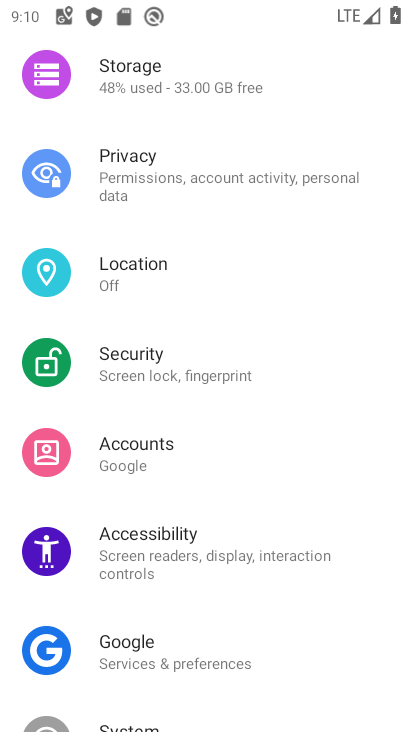 9:10
LTE
Storage
48% used - 33.00 GB free
Privacy
Permissions, account activity, personal
data
Location
Off
Security
Screen lock, fingerprint
Accounts
Google
Accessibility
Screen readers, display, interaction
controls
Google
Services & preferences
System